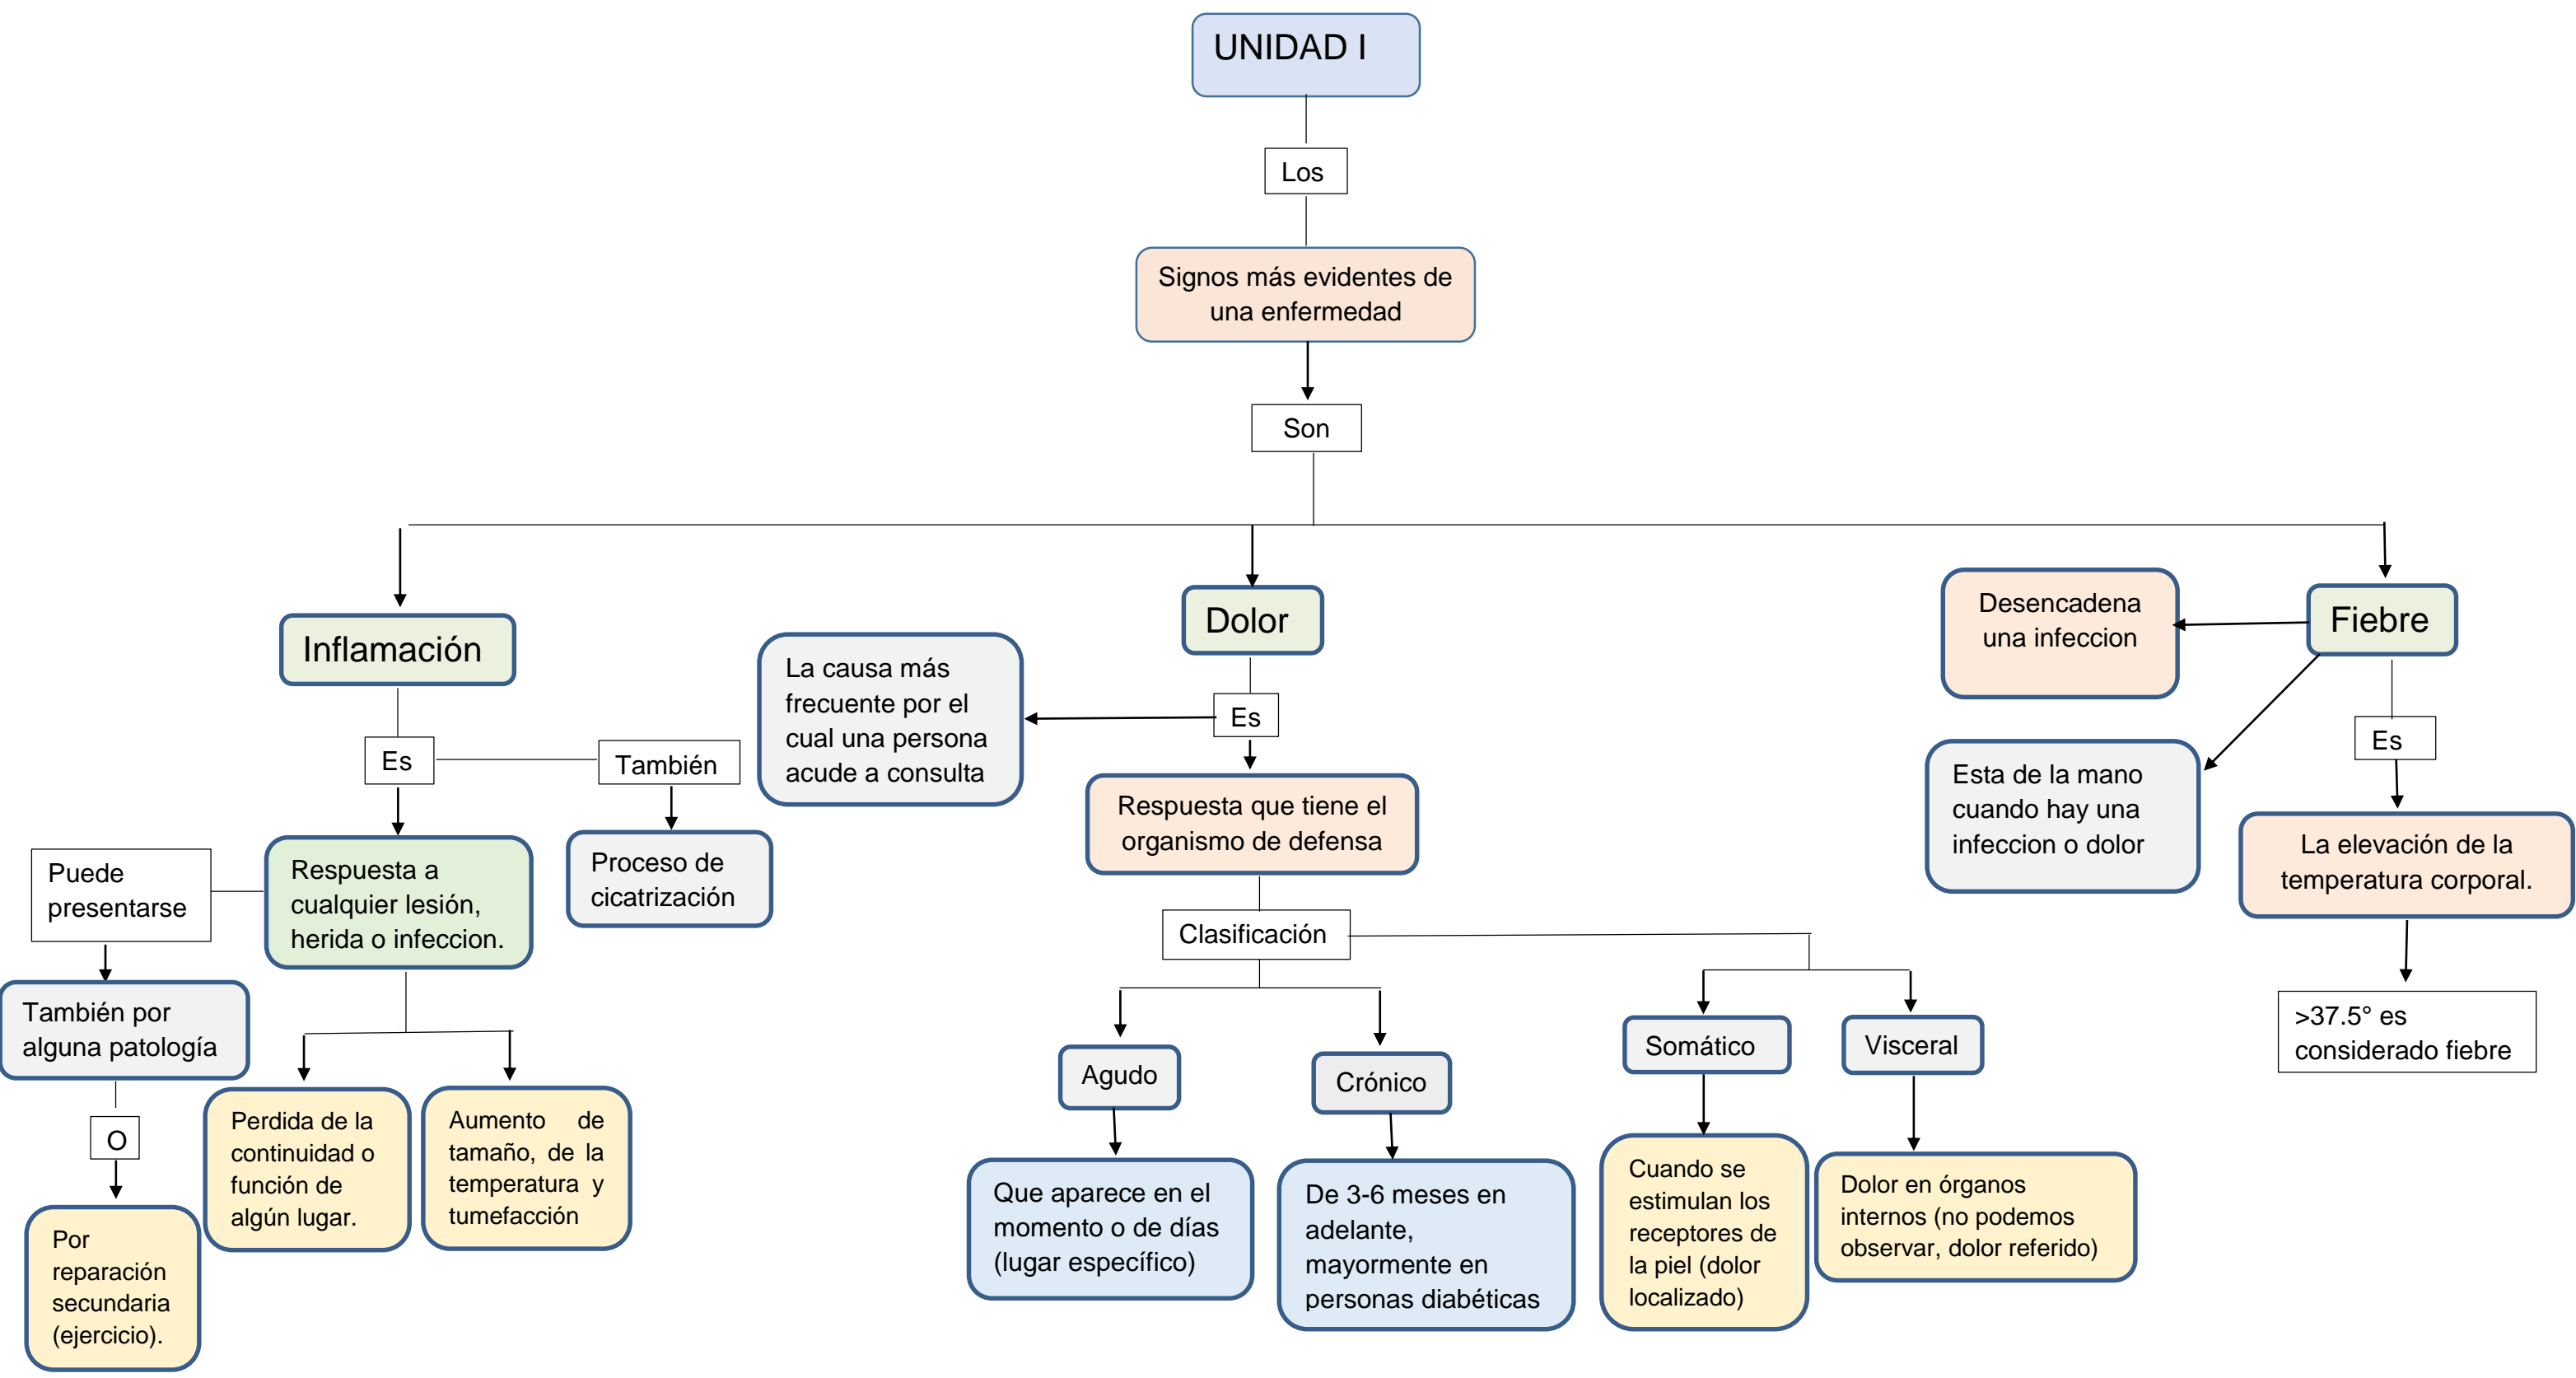 UNIDAD I
Los
Signos más evidentes de
una enfermedad
Son
Inflamación
Es
También
Proceso de
cicatrización
Respuesta a
cualquier lesión,
herida o infeccion.
Puede
presentarse
También por
alguna patología
O
Por
reparación
secundaria
(ejercicio).
Perdida de la
continuidad o
función de
algún lugar.
Aumento de
tamaño, de la
temperatura y
tumefacción
Dolor
Es
La causa más
frecuente por el
cual una persona
acude a consulta
Respuesta que tiene el
organismo de defensa
Clasificación
Agudo
Que aparece en el
momento o de días
(lugar específico)
Crónico
De 3-6 meses en
adelante,
mayormente en
personas diabéticas
Somático
Cuando se
estimulan los
receptores de
la piel (dolor
localizado)
Visceral
Dolor en órganos
internos (no podemos
observar, dolor referido)
Fiebre
Desencadena
una infeccion
Esta de la mano
cuando hay una
infeccion o dolor
Es
La elevación de la
temperatura corporal.
>37.5° es
considerado fiebre